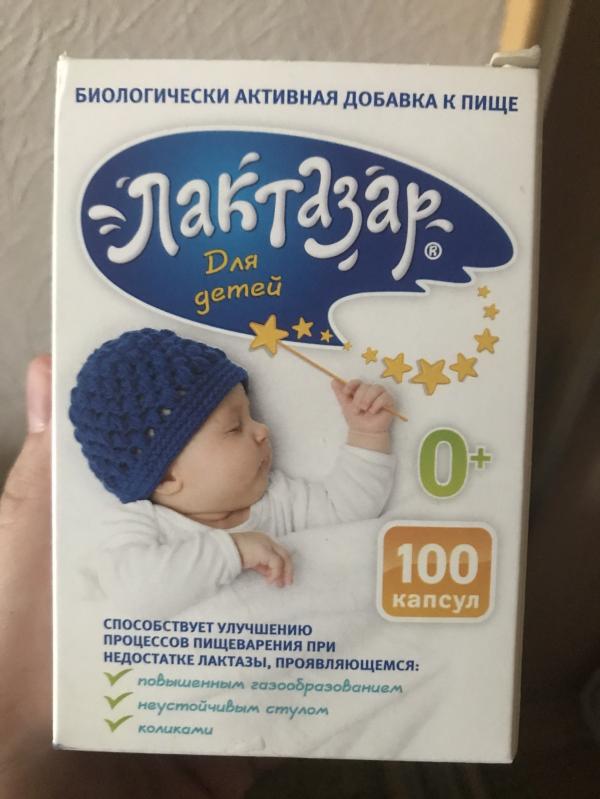 БИОЛОГИЧЕСКИ АКТИВНАЯ ДОБАВКА К ПИЩЕ
Лактазар®
Для
детей
0+
100
капсул
СПОСОБСТВУЕТ УЛУЧШЕНИЮ
ПРОЦЕССОВ ПИЩЕВАРЕНИЯ ПРИ
НЕДОСТАТКЕ ЛАКТАЗЫ, ПРОЯВЛЯЮЩЕМСЯ:
повышенным газообразованием
неустойчивым стулом
коликами